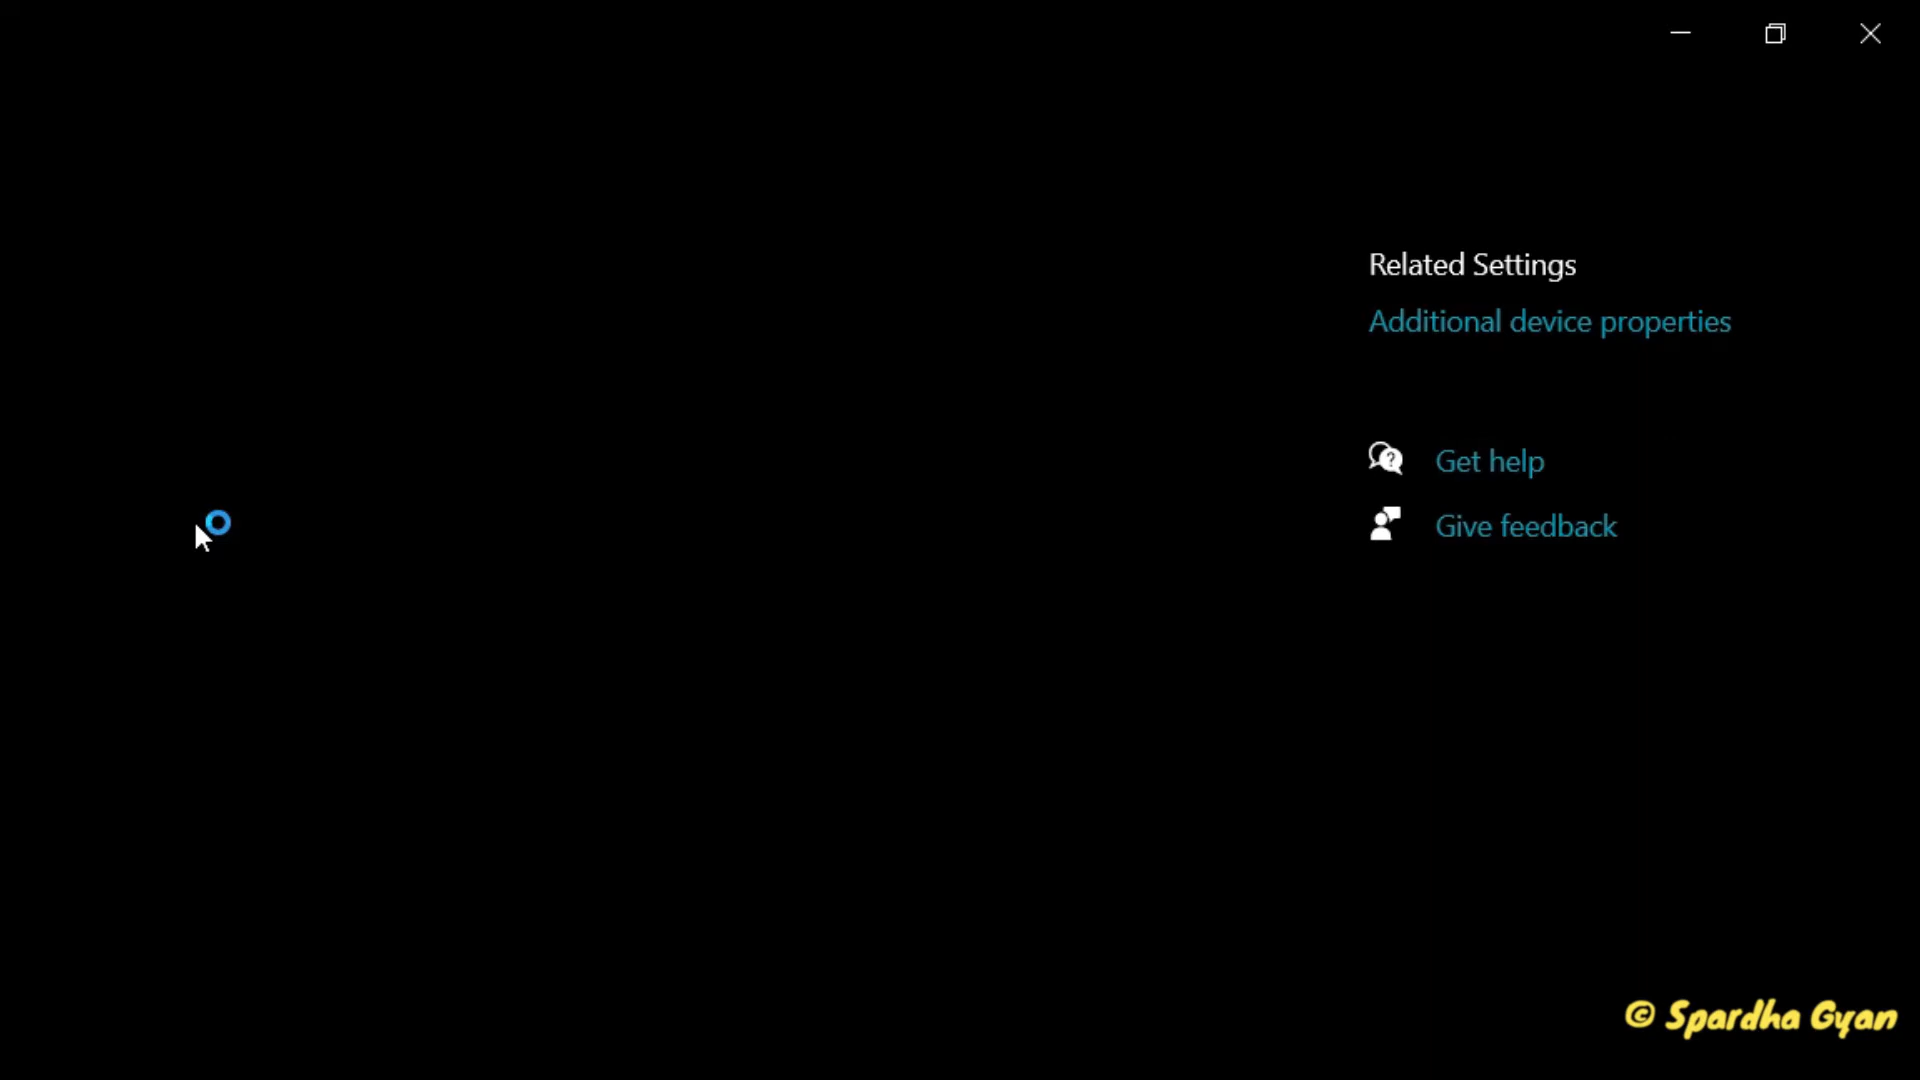 Related Settings
Additional device properties
Get help
Give feedback
© Spardha Gyan